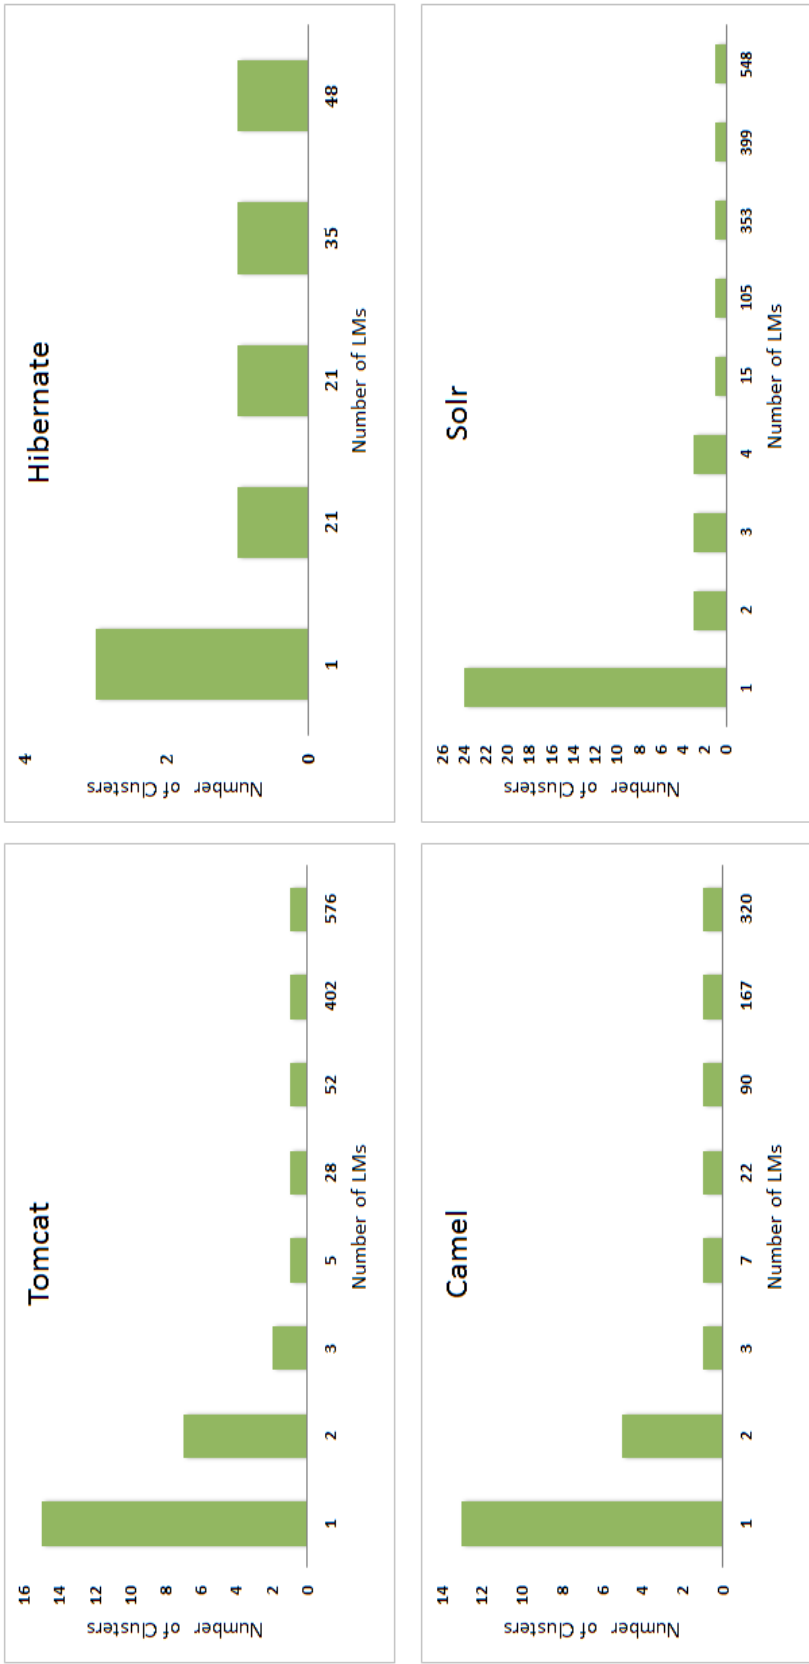 Tomcat
Number of Clusters
16
14
12
10
8
6
4
2
0
1 2 3 5 28 52 402 576
Number of LMs
Hibernate
Number of Clusters
4
2
0
1 21 21 35 48
Number of LMs
Camel
Number of Clusters
14
12
10
8
6
4
2
0
1 2 3 7 22 90 167 320
Number of LMs
Solr
Number of Clusters
26
24
22
20
18
16
14
12
10
8
6
4
2
0
1 2 3 4 15 105 353 399 548
Number of LMs